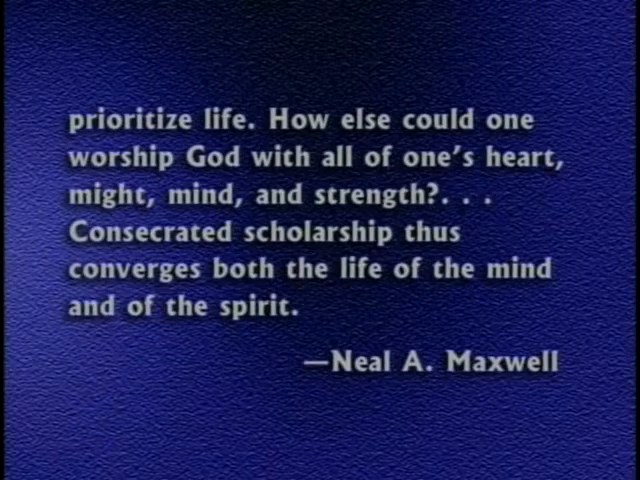 prioritize life. How else could one
worship God with all of one's heart,
might, mind, and strength?. . .
Consecrated scholarship thus
converges both the life of the mind
and of the spirit.
—Neal A. Maxwell